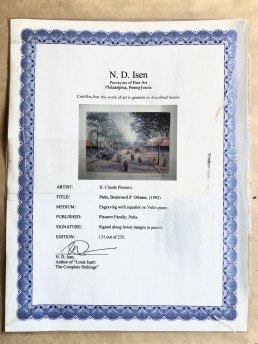 N. D. Isen
Purveyors of Fine Art
Philadelphia, Pennsylvania
Certifies that this work of art is genuine as described herein
ARTIST: H. Claude Pissarro
TITLE: Paris, Boulevard d' Orleans. (1992)
MEDIUM: Engraving with aquatint on Velin paper.
PUBLISHED: Pissarro Family; Paris.
SIGNATURE: Signed along lower margin in pencil.
EDITION: 131 out of 235.
N. D. Isen,
Author of "Louis Icart:
The Complete Etchings"